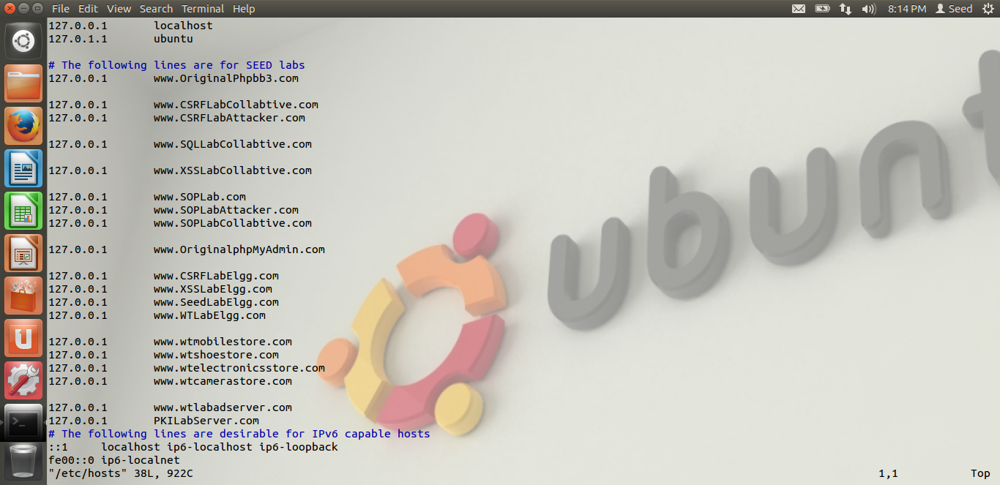 File Edit View Search Terminal Help 8:14 PM Seed
127.0.0.1 localhost
127.0.1.1 ubuntu
# The following lines are for SEED labs
127.0.0.1 www.OriginalPhpbb3.com
127.0.0.1 www.CSRFLabCollabtive.com
127.0.0.1 www.CSRFLabAttacker.com
127.0.0.1 www.SQLLabCollabtive.com
127.0.0.1 www.XSSLabCollabtive.com
127.0.0.1 www.SOPLab.com
127.0.0.1 www.SOPLabAttacker.com
127.0.0.1 www.SOPLabCollabtive.com
127.0.0.1 www.OriginalphpMyAdmin.com
127.0.0.1 www.CSRFLabElgg.com
127.0.0.1 www.XSSLabElgg.com
127.0.0.1 www.SeedLabElgg.com
127.0.0.1 www.WTLabElgg.com
127.0.0.1 www.wtmobilestore.com
127.0.0.1 www.wtshoestore.com
127.0.0.1 www.wtelectronicsstore.com
127.0.0.1 www.wtcamerastore.com
127.0.0.1 www.wtlabadserver.com
127.0.0.1 PKILabServer.com
# The following lines are desirable for IPv6 capable hosts
::1 localhost ip6-localhost ip6-loopback
fe00::0 ip6-localnet
"/etc/hosts" 38L, 922C 1,1 Top
ubunt